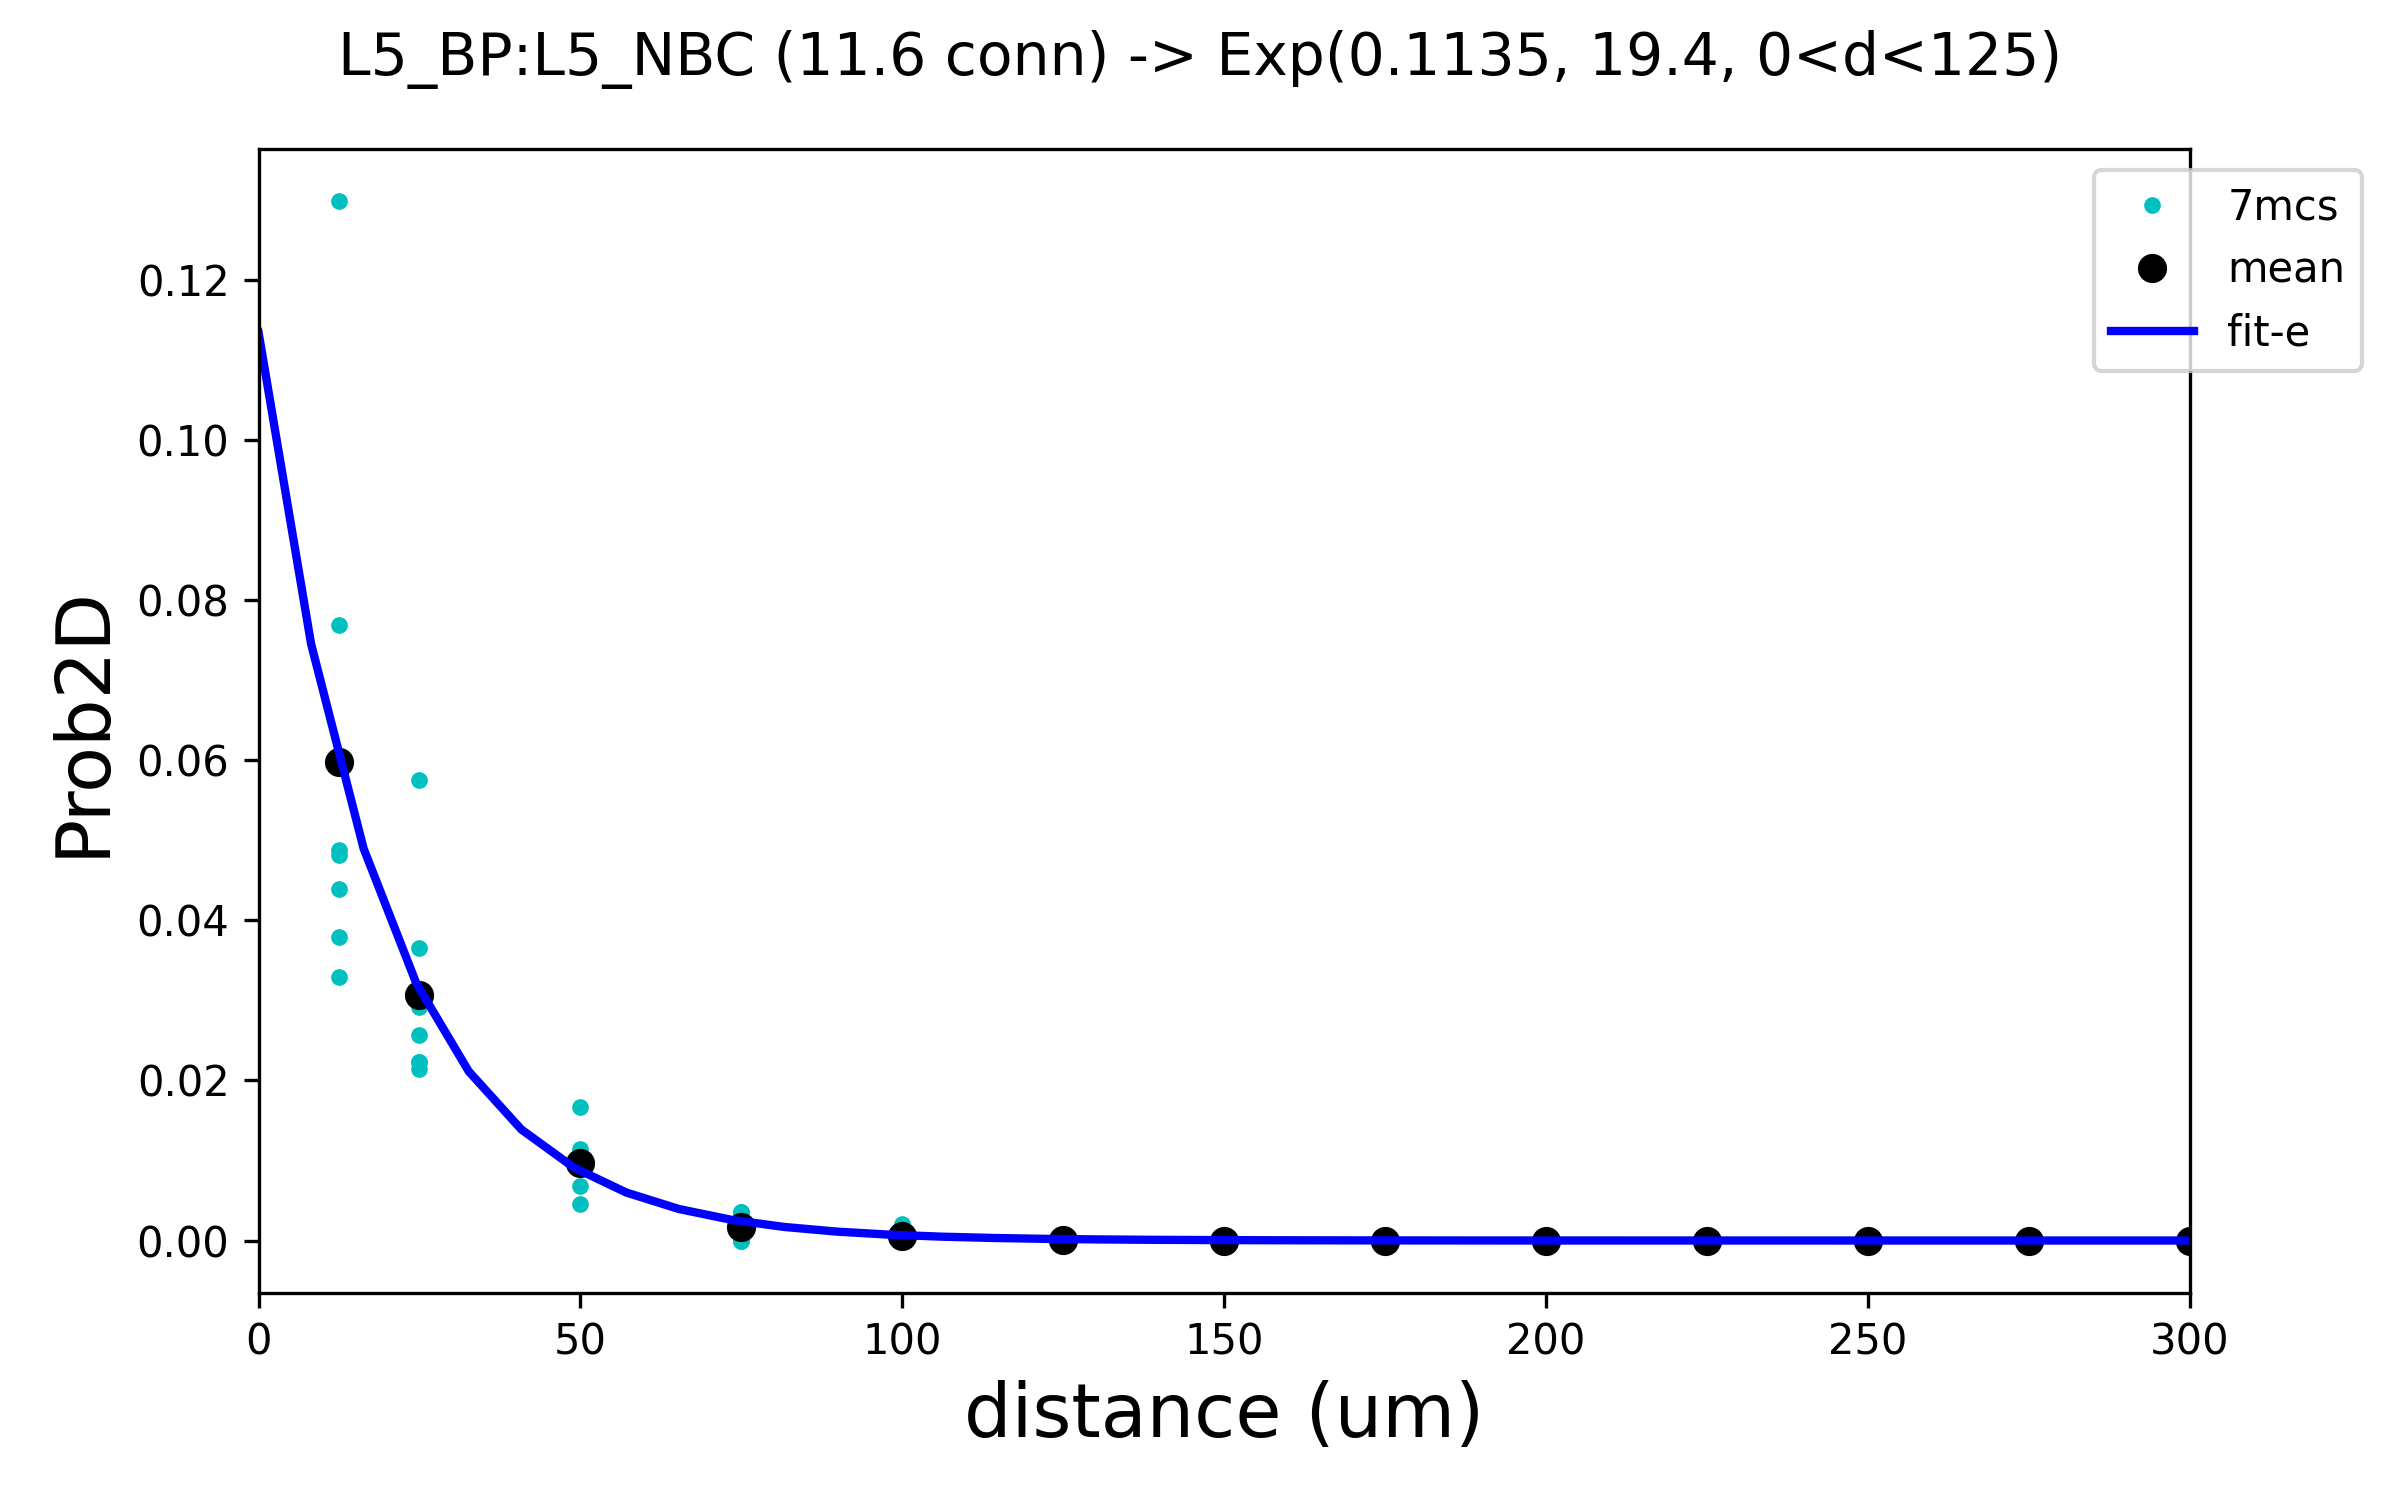 L5_BP:L5_NBC (11.6 conn) -> Exp(0.1135, 19.4, 0<d<125)
7mcs
mean
fit-e
0.12
0.10
0.08
0.06
0.04
0.02
0.00
Prob2D
0 50 100 150 200 250 300
distance (um)